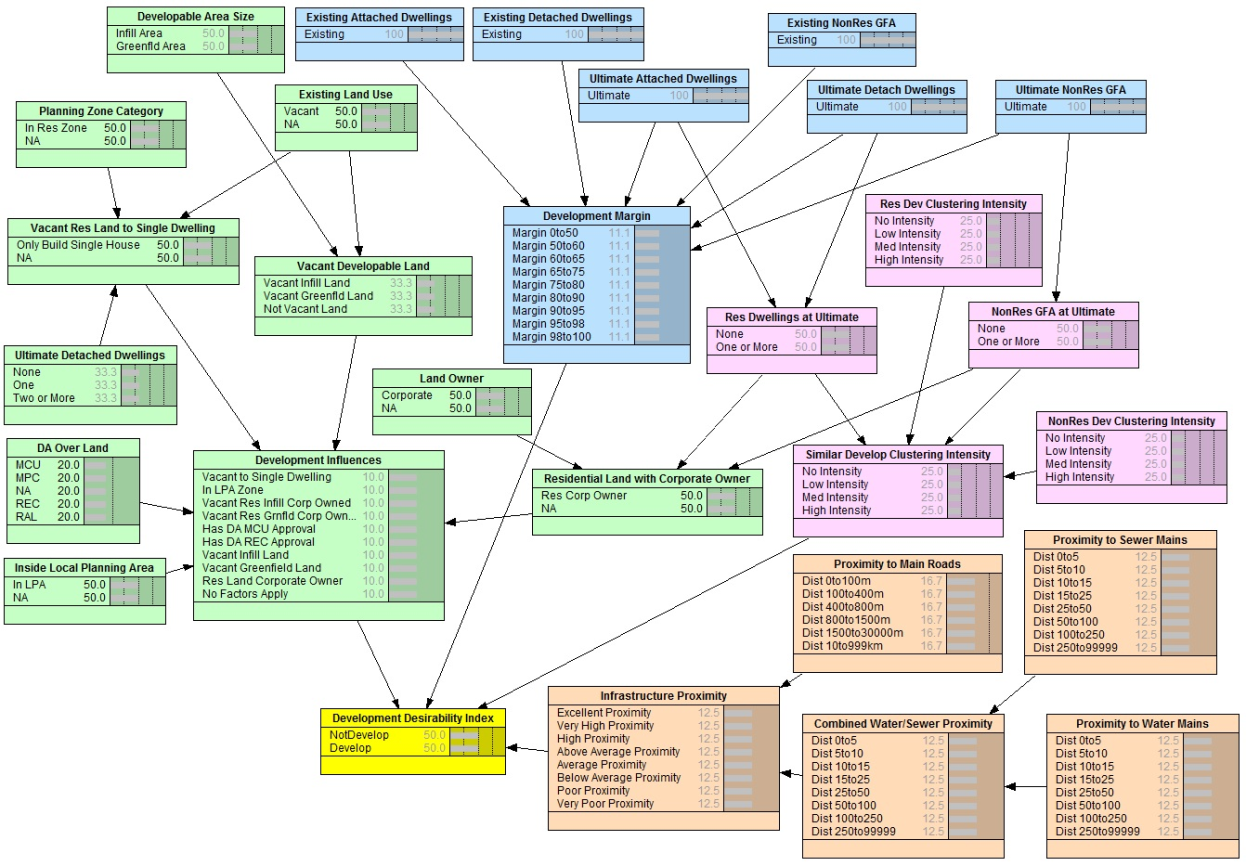 Developable Area Size
Infill Area 50.0
Greenfld Area 50.0
Existing Attached Dwellings
Existing 100
Existing Detached Dwellings
Existing 100
Existing NonRes GFA
Existing 100
Ultimate Attached Dwellings
Ultimate 100
Ultimate Detach Dwellings
Ultimate 100
Ultimate NonRes GFA
Ultimate 100
Existing Land Use
Vacant 50.0
NA 50.0
Planning Zone Category
In Res Zone 50.0
NA 50.0
Vacant Res Land to Single Dwelling
Only Build Single House 50.0
NA 50.0
Vacant Developable Land
Vacant Infill Land 33.3
Vacant Greenfld Land 33.3
Not Vacant Land 33.3
Development Margin
Margin 0to50 11.1
Margin 50to60 11.1
Margin 60to65 11.1
Margin 65to75 11.1
Margin 75to80 11.1
Margin 80to90 11.1
Margin 90to95 11.1
Margin 95to98 11.1
Margin 98to100 11.1
Res Dev Clustering Intensity
No Intensity 25.0
Low Intensity 25.0
Med Intensity 25.0
High Intensity 25.0
Res Dwellings at Ultimate
None 50.0
One or More 50.0
NonRes GFA at Ultimate
None 50.0
One or More 50.0
Ultimate Detached Dwellings
None 33.3
One 33.3
Two or More 33.3
Land Owner
Corporate 50.0
NA 50.0
NonRes Dev Clustering Intensity
No Intensity 25.0
Low Intensity 25.0
Med Intensity 25.0
High Intensity 25.0
DA Over Land
MCU 20.0
MPC 20.0
NA 20.0
REC 20.0
RAL 20.0
Development Influences
Vacant to Single Dwelling 10.0
In LPA Zone 10.0
Vacant Res Infill Corp Owned 10.0
Vacant Res Grnfld Corp Own... 10.0
Has DA MCU Approval 10.0
Has DA REC Approval 10.0
Vacant Infill Land 10.0
Vacant Greenfield Land 10.0
Res Land Corporate Owner 10.0
No Factors Apply 10.0
Residential Land with Corporate Owner
Res Corp Owner 50.0
NA 50.0
Similar Develop Clustering Intensity
No Intensity 25.0
Low Intensity 25.0
Med Intensity 25.0
High Intensity 25.0
Inside Local Planning Area
In LPA 50.0
NA 50.0
Proximity to Main Roads
Dist 0to100m 16.7
Dist 100to400m 16.7
Dist 400to800m 16.7
Dist 800to1500m 16.7
Dist 1500to30000m 16.7
Dist 10to999km 16.7
Proximity to Sewer Mains
Dist 0to5 12.5
Dist 5to10 12.5
Dist 10to15 12.5
Dist 15to25 12.5
Dist 25to50 12.5
Dist 50to100 12.5
Dist 100to250 12.5
Dist 250to99999 12.5
Development Desirability Index
NotDevelop 50.0
Develop 50.0
Infrastructure Proximity
Excellent Proximity 12.5
Very High Proximity 12.5
High Proximity 12.5
Above Average Proximity 12.5
Average Proximity 12.5
Below Average Proximity 12.5
Poor Proximity 12.5
Very Poor Proximity 12.5
Combined Water/Sewer Proximity
Dist 0to5 12.5
Dist 5to10 12.5
Dist 10to15 12.5
Dist 15to25 12.5
Dist 25to50 12.5
Dist 50to100 12.5
Dist 100to250 12.5
Dist 250to99999 12.5
Proximity to Water Mains
Dist 0to5 12.5
Dist 5to10 12.5
Dist 10to15 12.5
Dist 15to25 12.5
Dist 25to50 12.5
Dist 50to100 12.5
Dist 100to250 12.5
Dist 250to99999 12.5